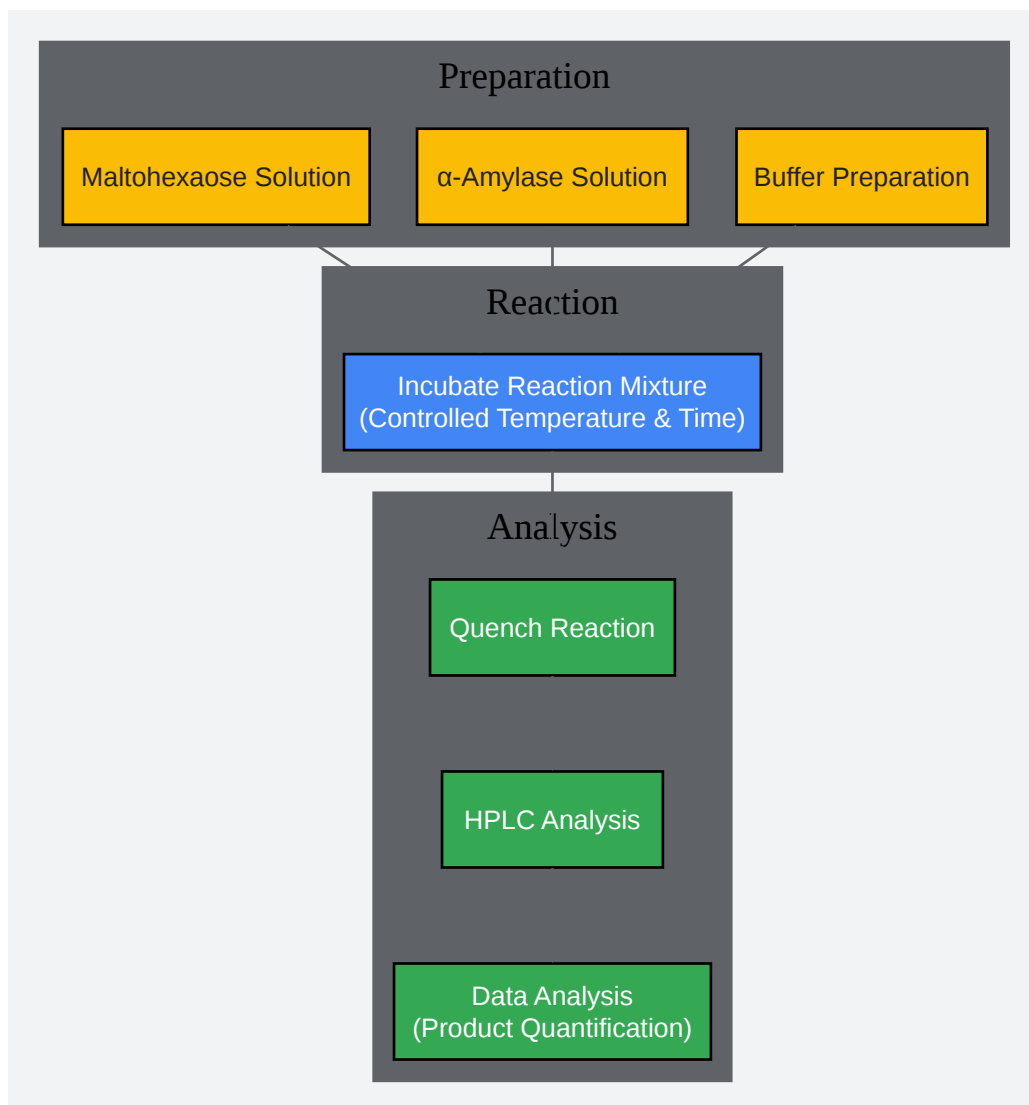 Preparation
Maltohexaose Solution
α-Amylase Solution
Buffer Preparation
Reaction
Incubate Reaction Mixture
(Controlled Temperature & Time)
Analysis
Quench Reaction
HPLC Analysis
Data Analysis
(Product Quantification)